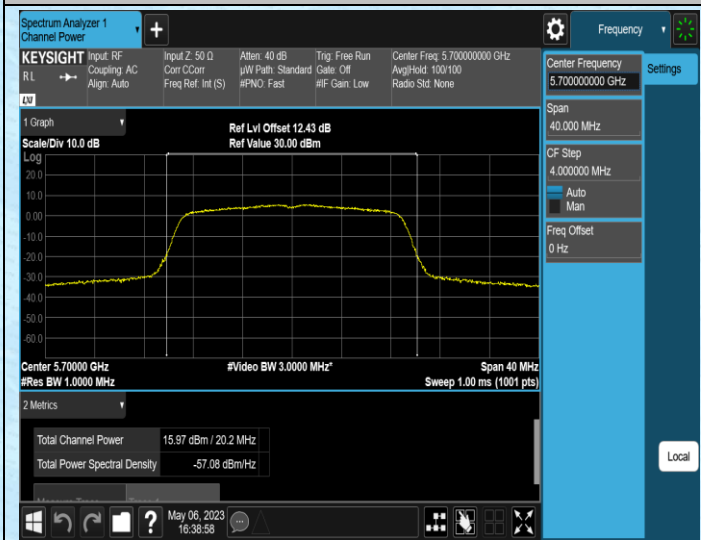 Spectrum Analyzer 1
Channel Power
Frequency
KEYSIGHT
RL
Input: RF
Coupling: AC
Align: Auto
Input Z: 50 Ω
Corr CCorr
Freq Ref: Int (S)
Atten: 40 dB
µW Path: Standard
#PNO: Fast
Trig: Free Run
Gate: Off
#IF Gain: Low
Center Freq: 5.700000000 GHz
Avg|Hold: 100/100
Radio Std: None
LXI
1 Graph
Scale/Div 10.0 dB
Ref Lvl Offset 12.43 dB
Ref Value 30.00 dBm
Log
20.0
10.0
0.00
-10.0
-20.0
-30.0
-40.0
-50.0
-60.0
Center 5.70000 GHz
#Res BW 1.0000 MHz
#Video BW 3.0000 MHz*
Span 40 MHz
Sweep 1.00 ms (1001 pts)
2 Metrics
Total Channel Power 15.97 dBm / 20.2 MHz
Total Power Spectral Density -57.08 dBm/Hz
? May 06, 2023
16:38:58
Center Frequency
5.700000000 GHz
Span
40.000 MHz
CF Step
4.000000 MHz
Auto
Man
Freq Offset
0 Hz
Settings
Local